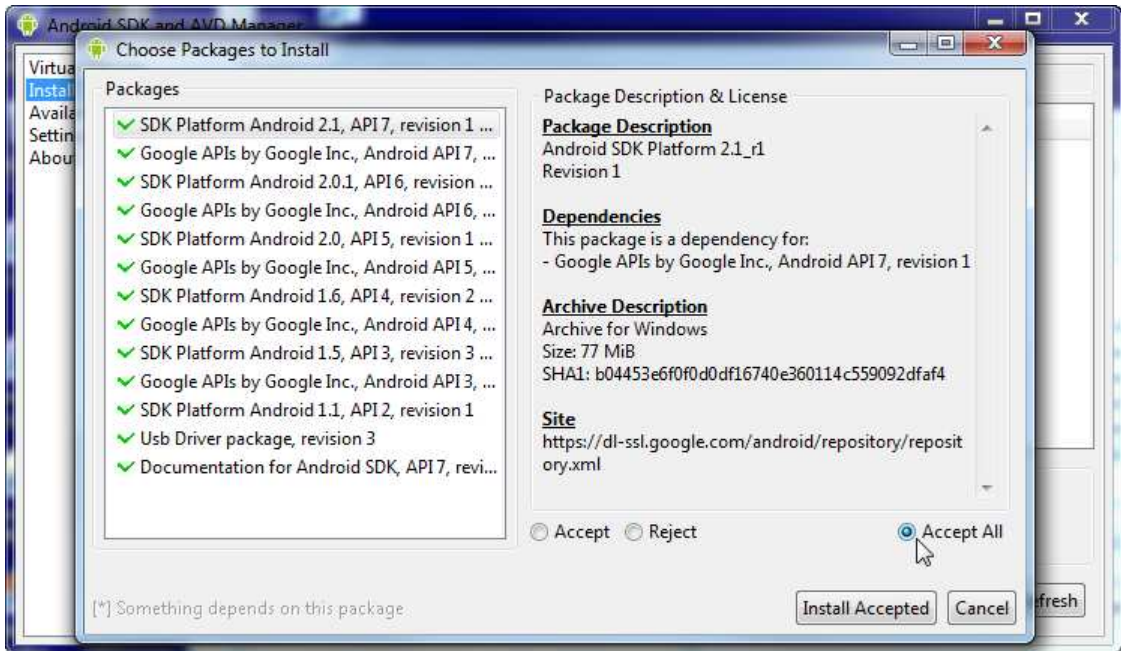 Android SDK and AVD Manager
Choose Packages to Install
Virtua
Instal
Availa
Settin
Abou
Packages
SDK Platform Android 2.1, API 7, revision 1 ...
Google APIs by Google Inc., Android API 7, ...
SDK Platform Android 2.0.1, API 6, revision ...
Google APIs by Google Inc., Android API 6, ...
SDK Platform Android 2.0, API 5, revision 1 ...
Google APIs by Google Inc., Android API 5, ...
SDK Platform Android 1.6, API 4, revision 2 ...
Google APIs by Google Inc., Android API 4, ...
SDK Platform Android 1.5, API 3, revision 3 ...
Google APIs by Google Inc., Android API 3, ...
SDK Platform Android 1.1, API 2, revision 1
Usb Driver package, revision 3
Documentation for Android SDK, API 7, revi...
Package Description & License
Package Description
Android SDK Platform 2.1_r1
Revision 1
Dependencies
This package is a dependency for:
- Google APIs by Google Inc., Android API 7, revision 1
Archive Description
Archive for Windows
Size: 77 MiB
SHA1: b04453e6f0f0d0df16740e360114c559092dfaf4
Site
https://dl-ssl.google.com/android/repository/reposit
ory.xml
Accept Reject Accept All
[*] Something depends on this package
Install Accepted Cancel
efresh